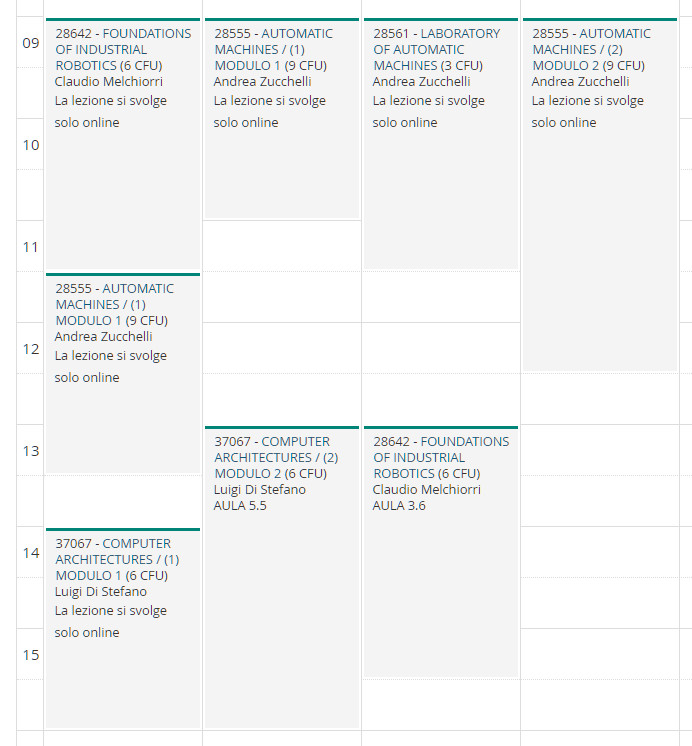 09
10
11
12
13
14
15
28642 - FOUNDATIONS
OF INDUSTRIAL
ROBOTICS (6 CFU)
Claudio Melchiorri
La lezione si svolge
solo online
28555 - AUTOMATIC
MACHINES / (1)
MODULO 1 (9 CFU)
Andrea Zucchelli
La lezione si svolge
solo online
37067 - COMPUTER
ARCHITECTURES / (1)
MODULO 1 (6 CFU)
Luigi Di Stefano
La lezione si svolge
solo online
28555 - AUTOMATIC
MACHINES / (1)
MODULO 1 (9 CFU)
Andrea Zucchelli
La lezione si svolge
solo online
37067 - COMPUTER
ARCHITECTURES / (2)
MODULO 2 (6 CFU)
Luigi Di Stefano
AULA 5.5
28561 - LABORATORY
OF AUTOMATIC
MACHINES (3 CFU)
Andrea Zucchelli
La lezione si svolge
solo online
28642 - FOUNDATIONS
OF INDUSTRIAL
ROBOTICS (6 CFU)
Claudio Melchiorri
AULA 3.6
28555 - AUTOMATIC
MACHINES / (2)
MODULO 2 (9 CFU)
Andrea Zucchelli
La lezione si svolge
solo online